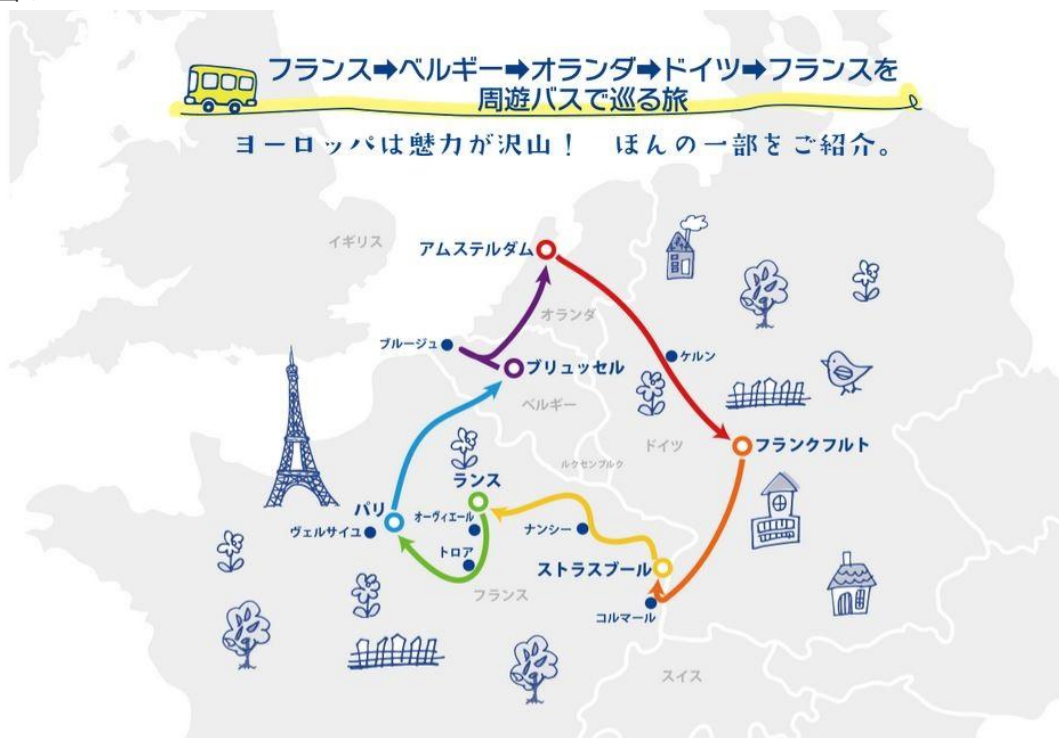 フランス➡ベルギー➡オランダ➡ドイツ➡フランスを
周遊バスで巡る旅
ヨーロッパは魅力が沢山！　ほんの一部をご紹介。
イギリス
アムステルダム
オランダ
ブルージュ
ブリュッセル
ケルン
ベルギー
ドイツ
フランクフルト
ルクセンブルク
ランス
パリ
オーヴィエール
ナンシー
ヴェルサイユ
トロア
ストラスブール
フランス
コルマール
スイス